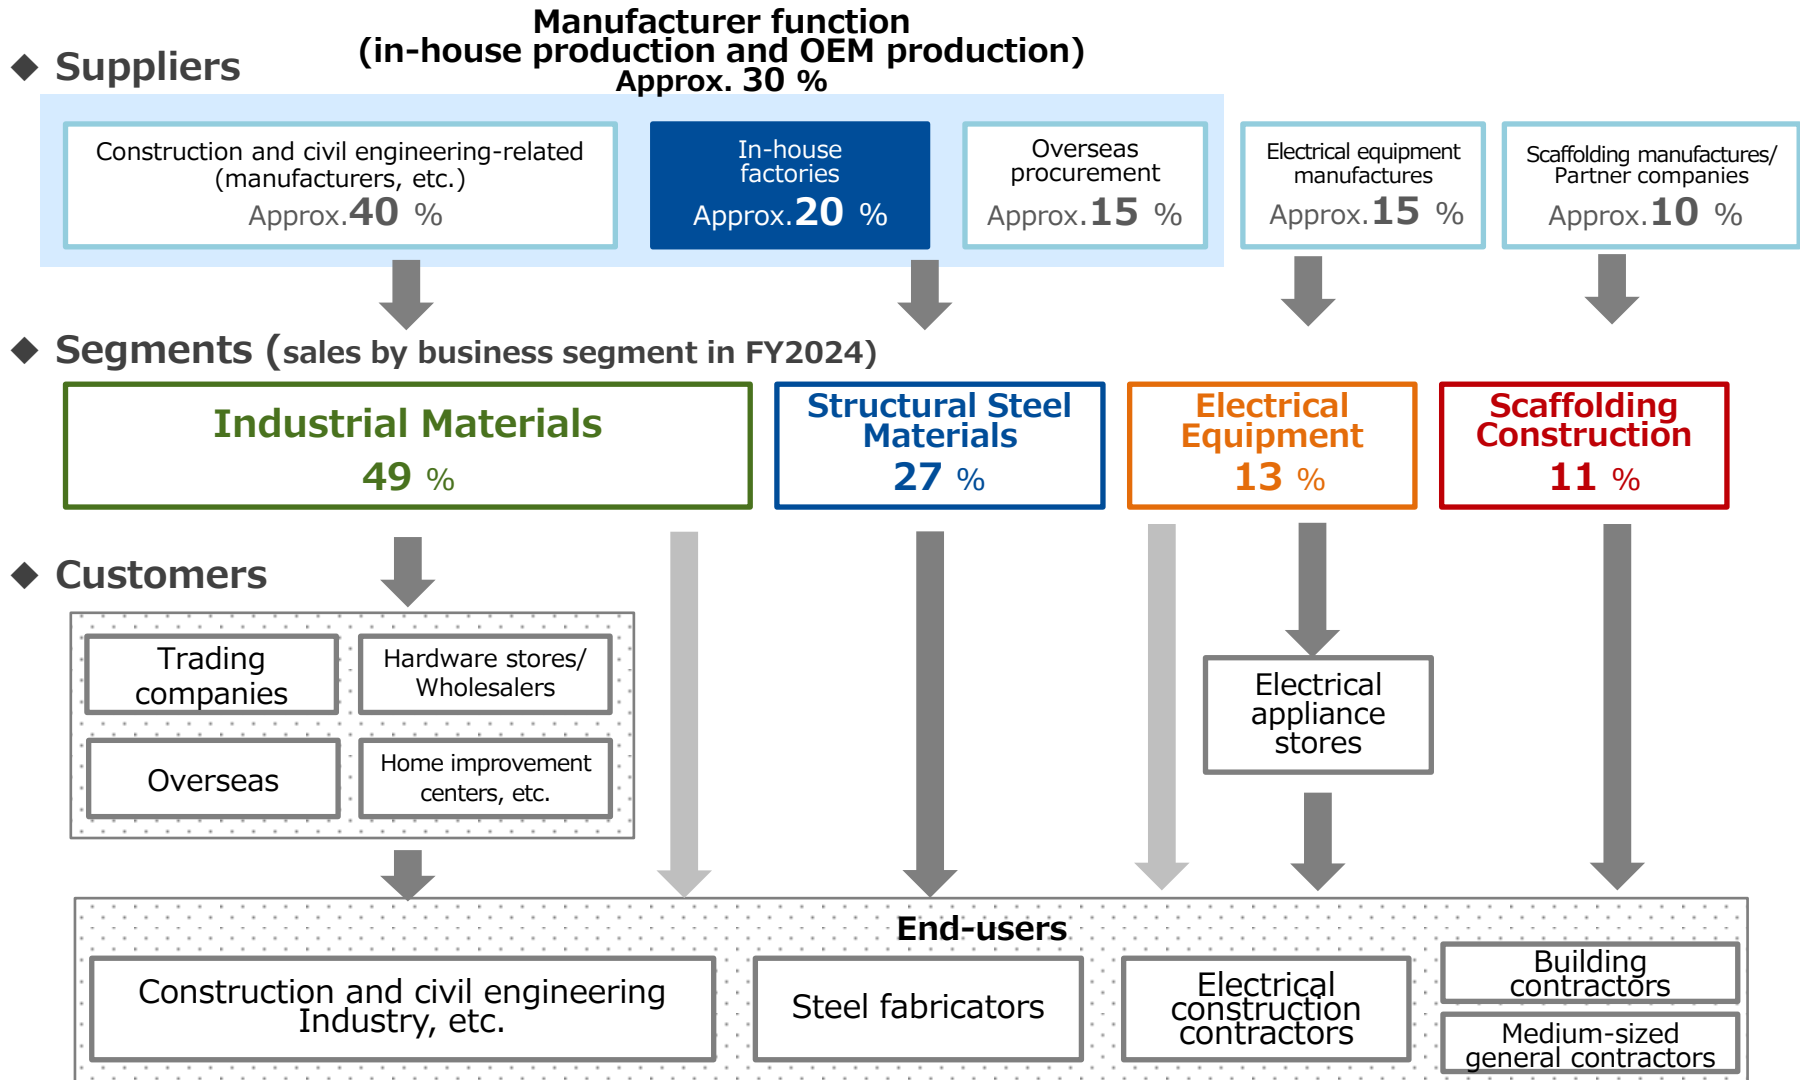 Manufacturer function
(in-house production and OEM production)
Approx. 30 %
◆ Suppliers
Construction and civil engineering-related
(manufacturers, etc.)
Approx.40 %
In-house
factories
Approx.20 %
Overseas
procurement
Approx.15 %
Electrical equipment
manufactures
Approx.15 %
Scaffolding manufactures/
Partner companies
Approx.10 %
◆ Segments (sales by business segment in FY2024)
Industrial Materials
49 %
Structural Steel
Materials
27 %
Electrical
Equipment
13 %
Scaffolding
Construction
11 %
◆ Customers
Trading
companies
Hardware stores/
Wholesalers
Overseas
Home improvement
centers, etc.
Electrical
appliance
stores
End-users
Construction and civil engineering
Industry, etc.
Steel fabricators
Electrical
construction
contractors
Building
contractors
Medium-sized
general contractors